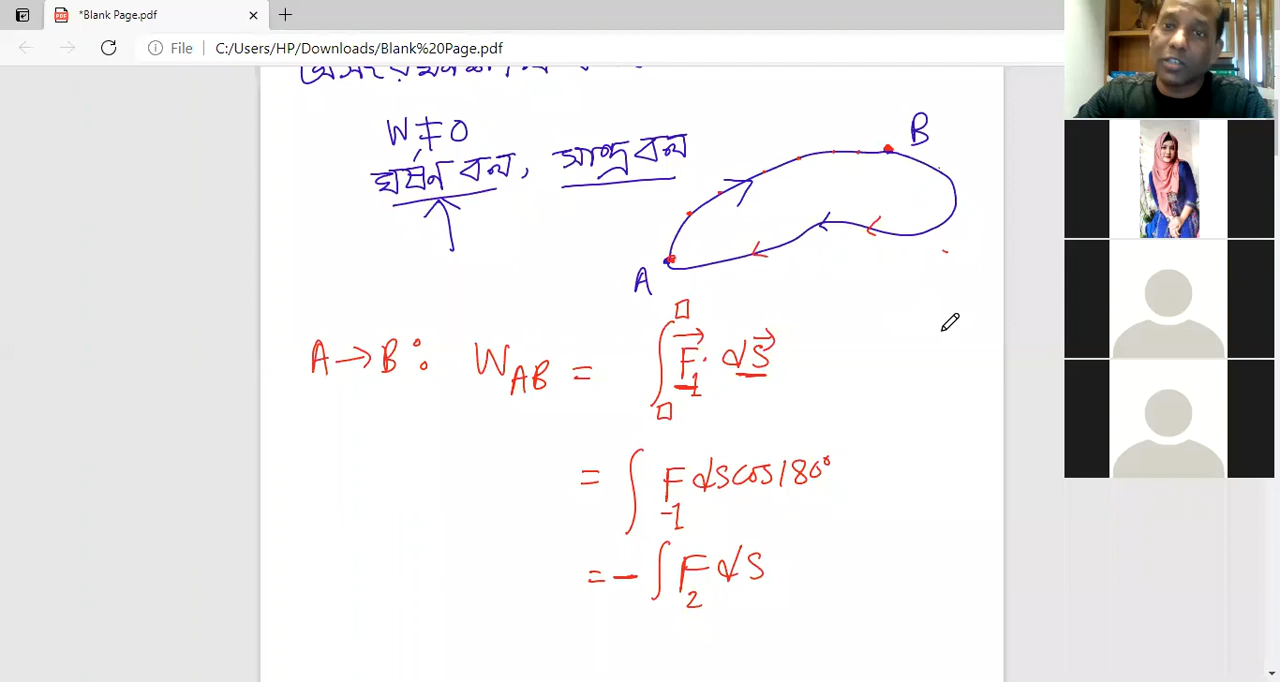 *Blank Page.pdf
File C:/Users/HP/Downloads/Blank%20Page.pdf
W ≠ 0
ঘর্ষণ বল, সান্দ্র বল
B
A
A → B : W_AB = ∫ F⃗₁ · dS⃗
= ∫ F₁ dS cos 180°
= - ∫ F₂ dS